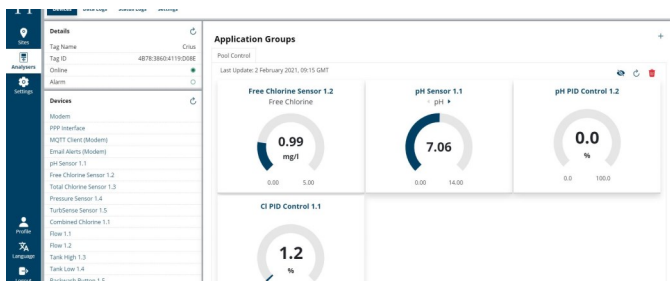 Devices Data Logs Status Logs Settings
Sites
Analysers
Settings
Profile
Language
Logout
Details
Tag Name Crius
Tag ID 4B78:3860:4119:D08E
Online
Alarm
Devices
Modem
PPP Interface
MQTT Client (Modem)
Email Alerts (Modem)
pH Sensor 1.1
Free Chlorine Sensor 1.2
Total Chlorine Sensor 1.3
Pressure Sensor 1.4
TurbSense Sensor 1.5
Combined Chlorine 1.1
Flow 1.1
Flow 1.2
Tank High 1.3
Tank Low 1.4
Backwash Button 1.5
Application Groups
Pool Control
Last Update: 2 February 2021, 09:15 GMT
Free Chlorine Sensor 1.2
Free Chlorine
0.99
mg/l
0.00 5.00
pH Sensor 1.1
pH
7.06
0.00 14.00
pH PID Control 1.2
0.0
%
0.0 100.0
Cl PID Control 1.1
1.2
%